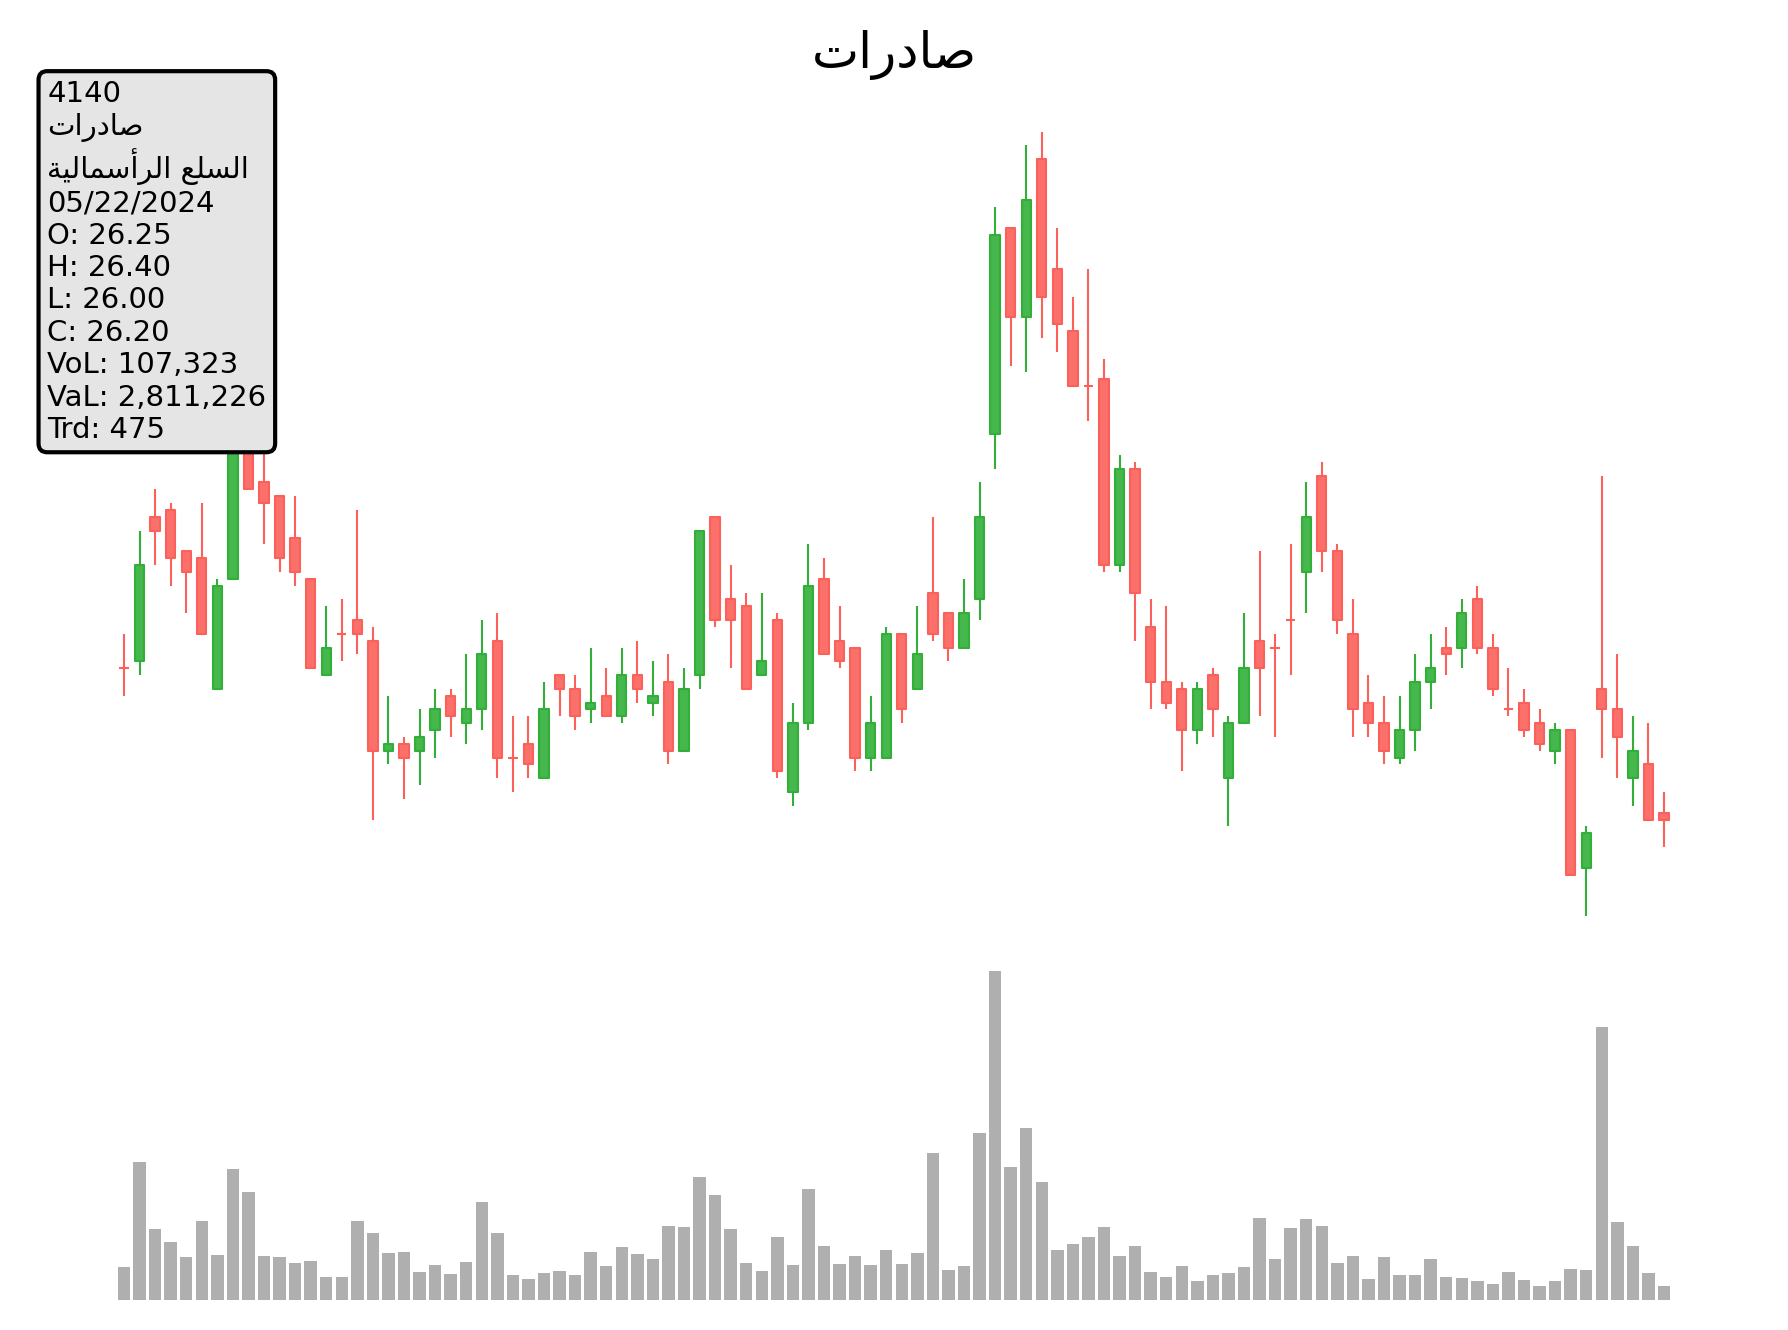 صادرات
4140
صادرات
السلع الرأسمالية
05/22/2024
O: 26.25
H: 26.40
L: 26.00
C: 26.20
VoL: 107,323
VaL: 2,811,226
Trd: 475